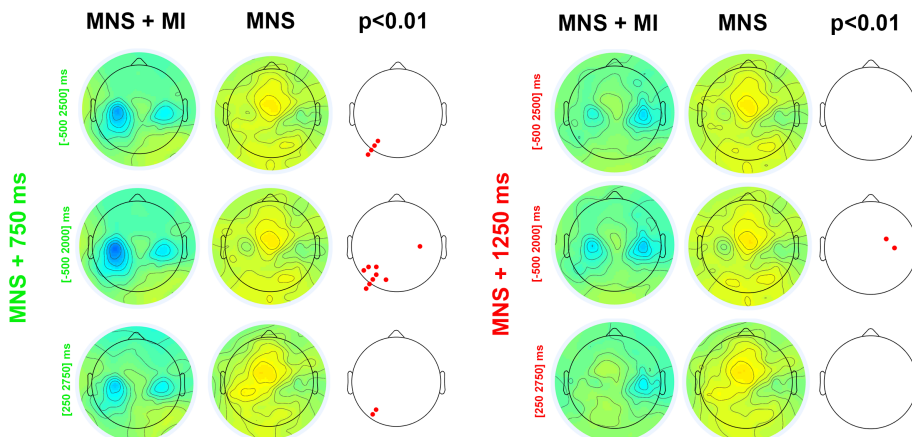 MNS + MI MNS p<0.01 MNS + MI MNS p<0.01
MNS + 750 ms
[-500 2500] ms
[-500 2000] ms
[250 2750] ms
MNS + 1250 ms
[-500 2500] ms
[-500 2000] ms
[250 2750] ms